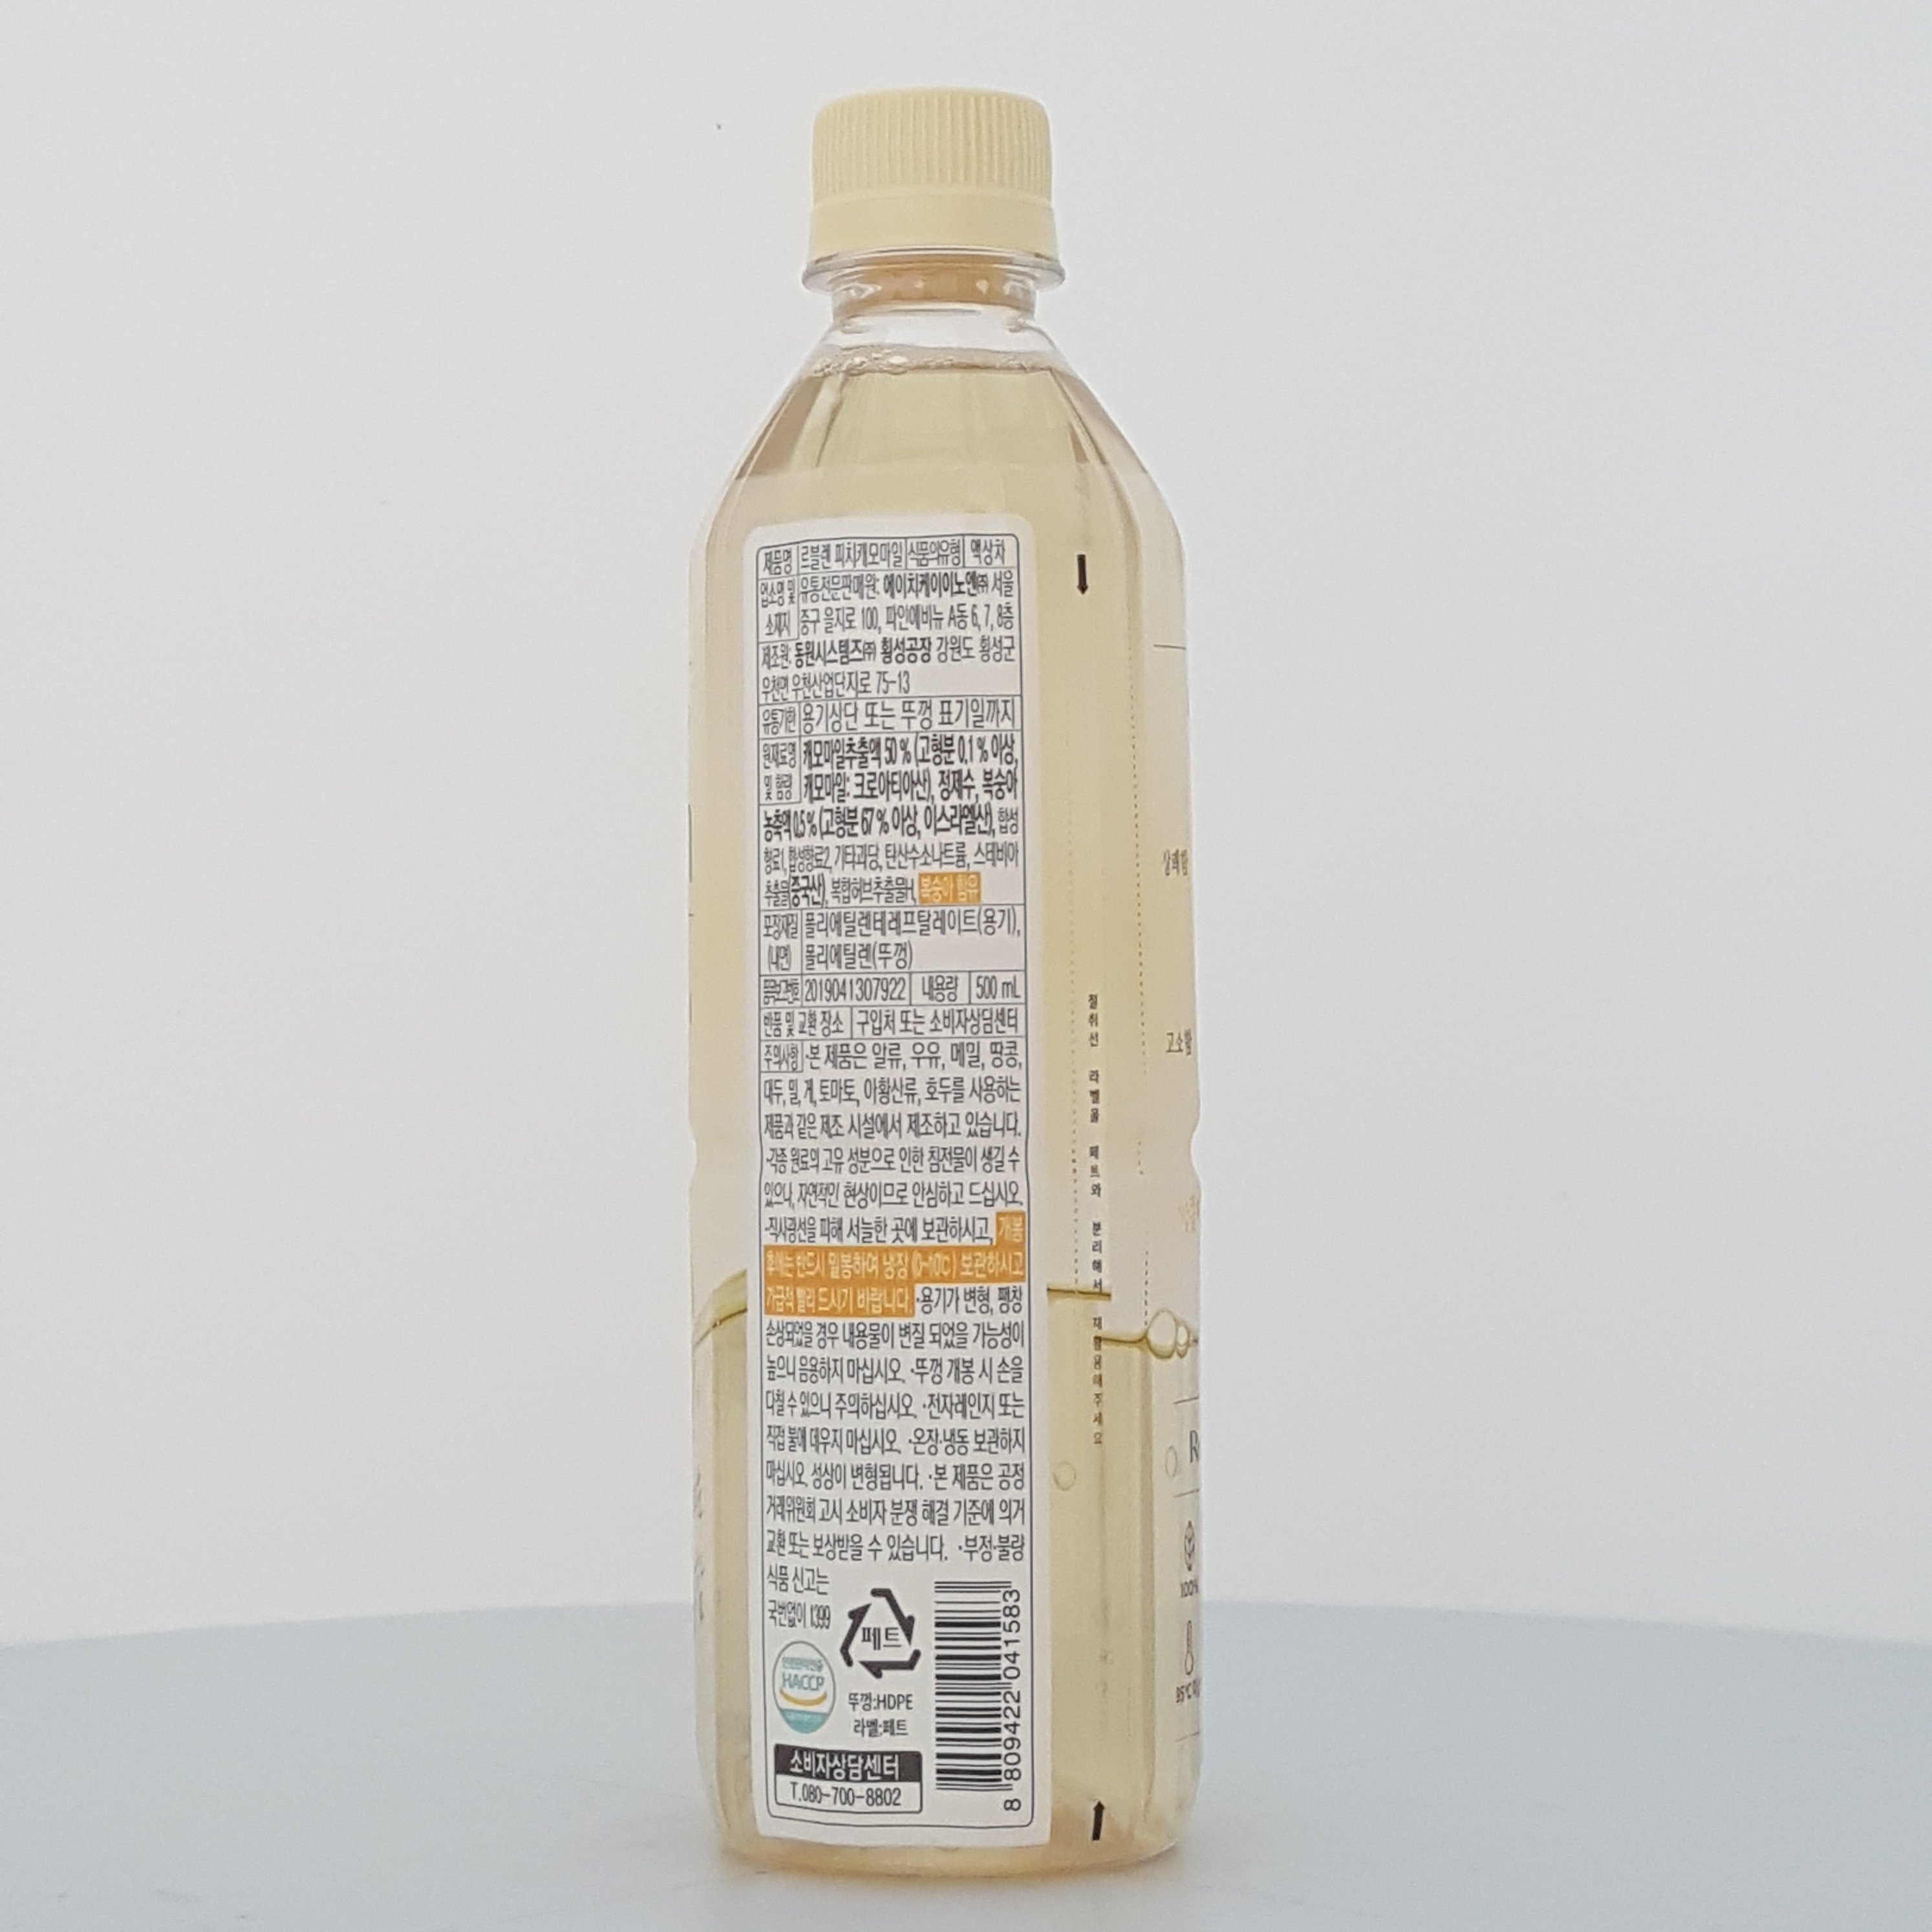 제품명 르블렌 피치캐모마일 식품의유형 액상차
업소명 및 유통전문판매원: 에이치케이이노엔㈜ 서울
소재지 중구 을지로 100, 파인애비뉴 A동 6, 7, 8층
제조원: 동원시스템즈㈜ 횡성공장 강원도 횡성군
우천면 우천산업단지로 75-13
유통기한 용기상단 또는 뚜껑 표기일까지
원재료명 캐모마일추출액 50 % (고형분 0.1 % 이상,
및 함량 캐모마일: 크로아티아산), 정제수, 복숭아
농축액 0.5 % (고형분 67 % 이상, 이스라엘산), 합성
향료1, 합성향료2, 기타과당, 탄산수소나트륨, 스테비아
추출물(중국산), 복합허브추출물H, 복숭아 함유
포장재질 폴리에틸렌테레프탈레이트(용기),
(내면) 폴리에틸렌(뚜껑)
품목보고번호 2019041307922 내용량 500 mL
반품 및 교환 장소 구입처 또는 소비자상담센터
주의사항 ·본 제품은 알류, 우유, 메밀, 땅콩,
대두, 밀, 게, 토마토, 아황산류, 호두를 사용하는
제품과 같은 제조 시설에서 제조하고 있습니다.
·각종 원료의 고유 성분으로 인한 침전물이 생길 수
있으나, 자연적인 현상이므로 안심하고 드십시오.
·직사광선을 피해 서늘한 곳에 보관하시고, 개봉
후에는 반드시 밀봉하여 냉장 (0~10℃) 보관하시고
가급적 빨리 드시기 바랍니다. ·용기가 변형, 팽창
손상되었을 경우 내용물이 변질 되었을 가능성이
높으니 음용하지 마십시오. ·뚜껑 개봉 시 손을
다칠 수 있으니 주의하십시오. ·전자레인지 또는
직접 불에 데우지 마십시오. ·온장·냉동 보관하지
마십시오. 성상이 변형됩니다. ·본 제품은 공정
거래위원회 고시 소비자 분쟁 해결 기준에 의거
교환 또는 보상받을 수 있습니다. ·부정·불량
식품 신고는
국번없이 1399
페트
HACCP
뚜껑:HDPE
라벨:페트
소비자상담센터
T.080-700-8802
8 809422 041583
절취선 라벨을 페트와 분리해서 재활용해주세요
상쾌함
고소함
100%
95℃